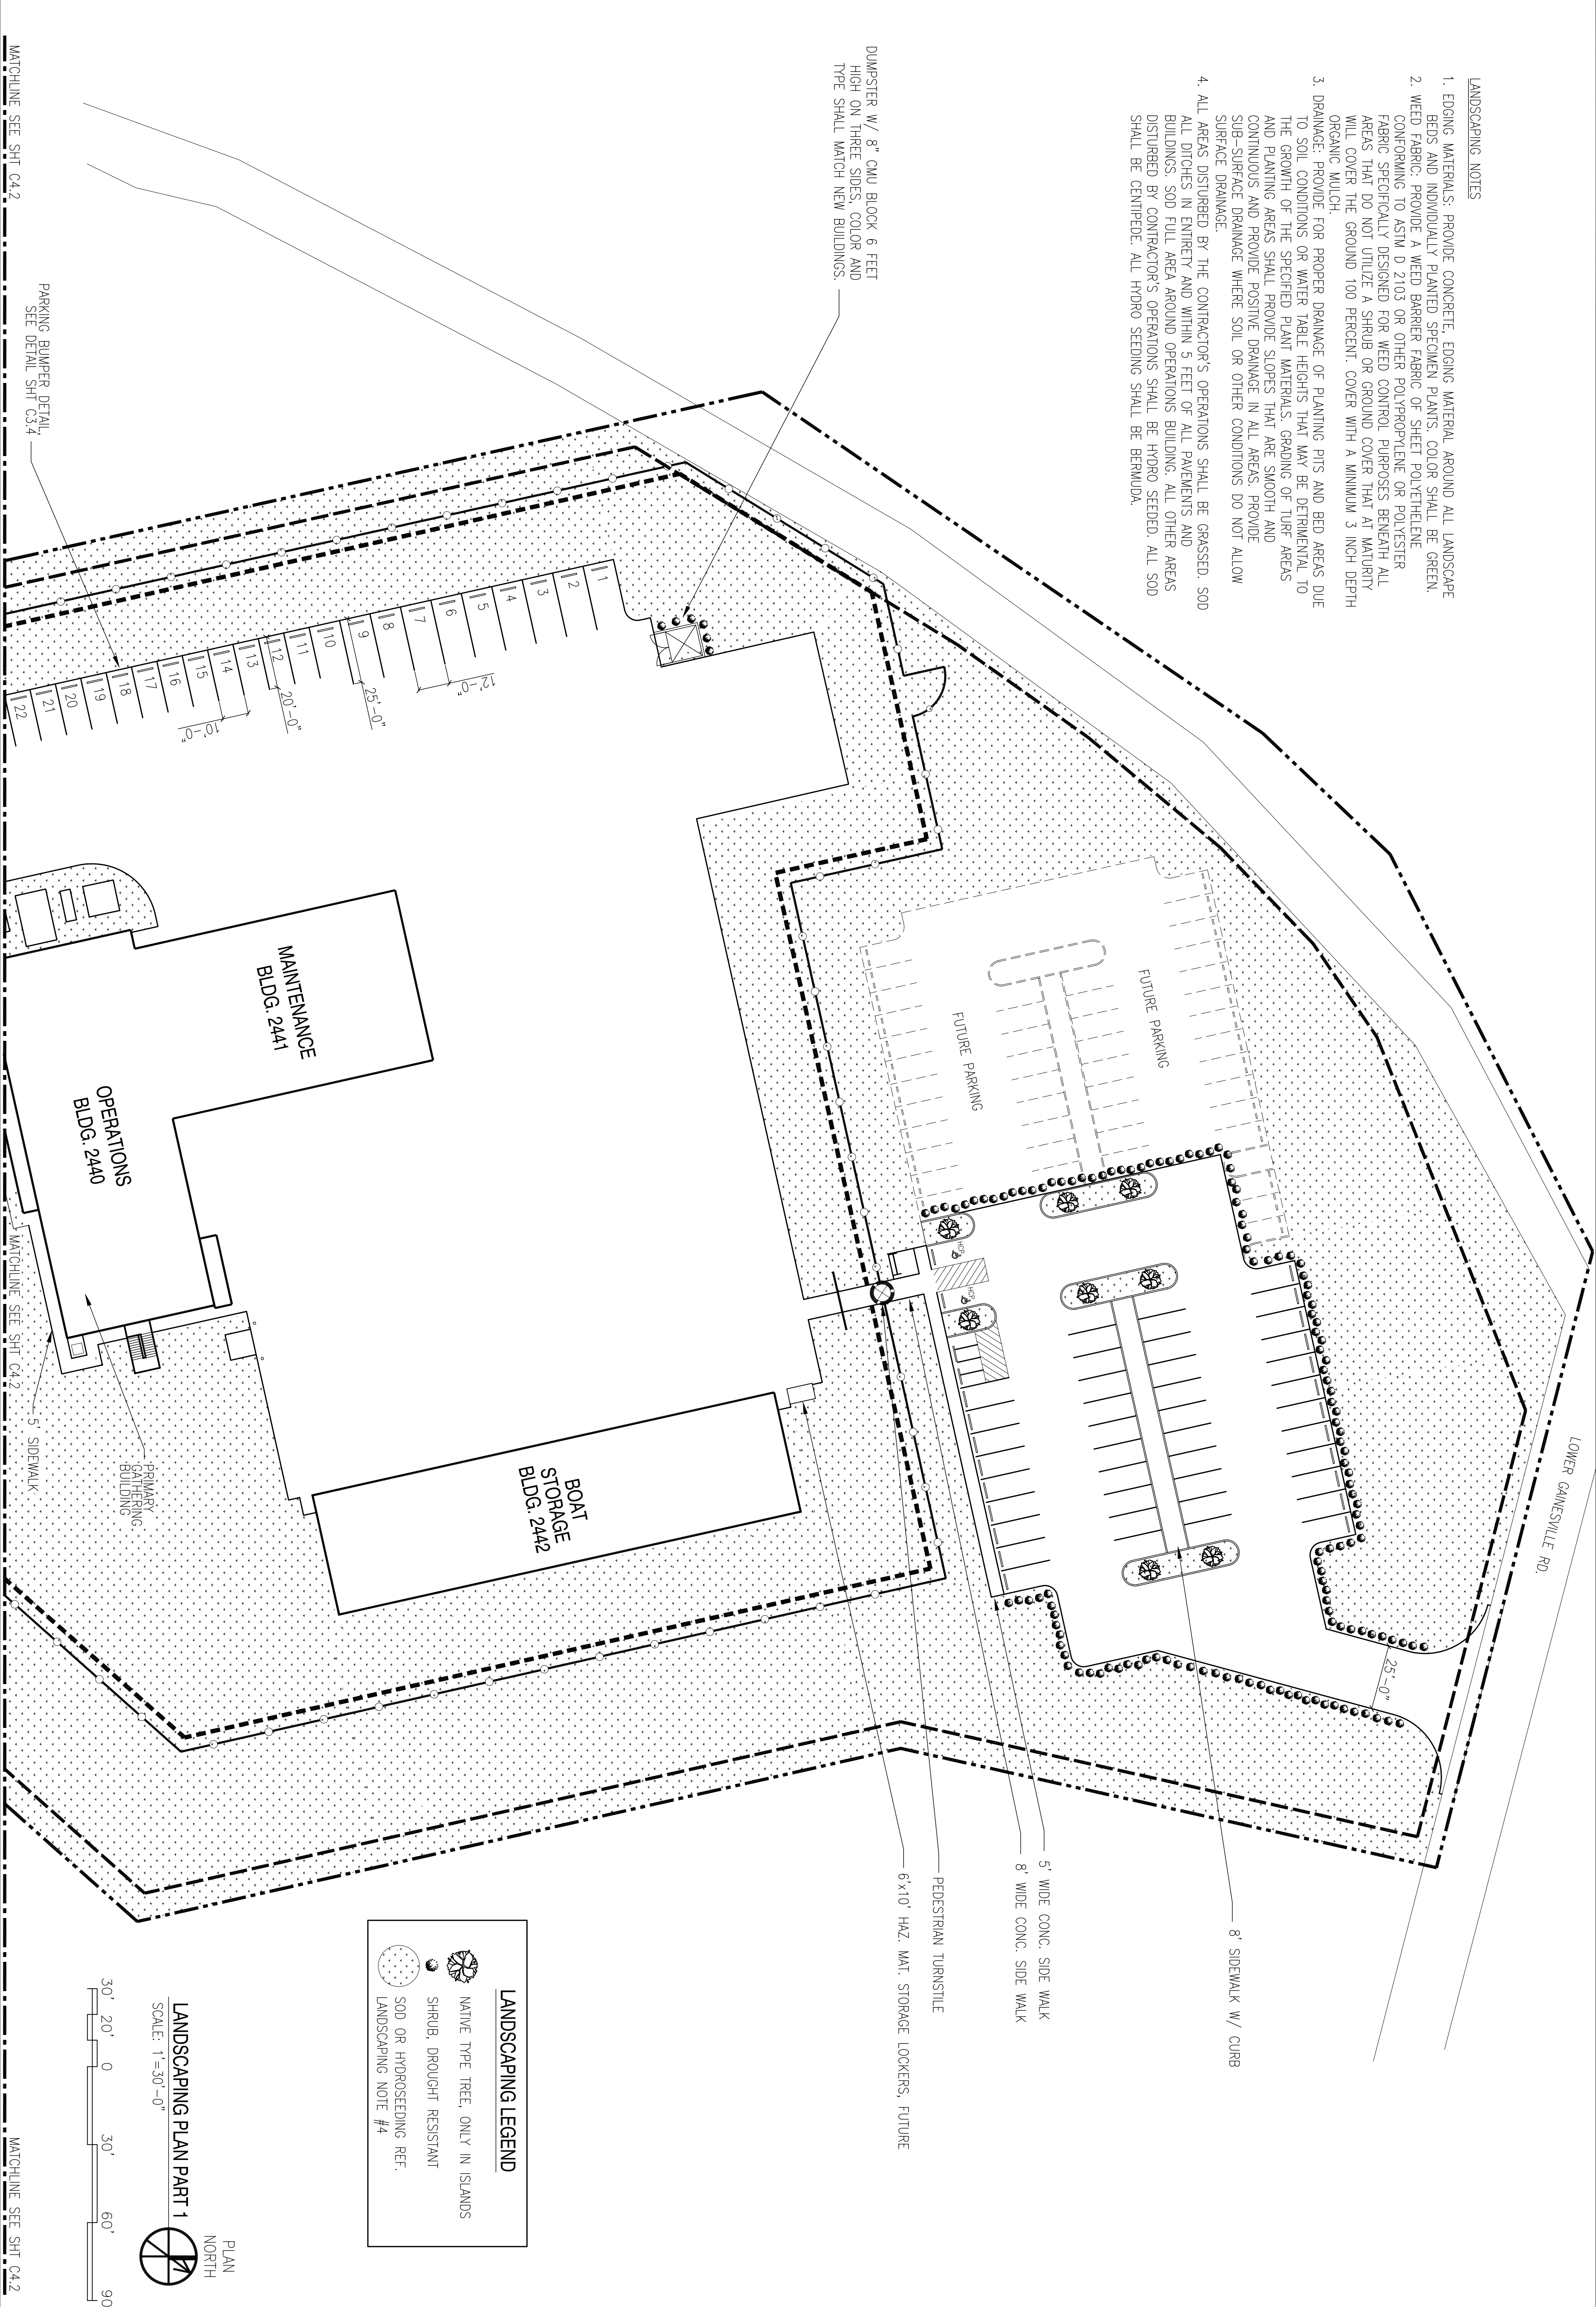 LANDSCAPING NOTES
1. EDGING MATERIALS: PROVIDE CONCRETE, EDGING MATERIAL AROUND ALL LANDSCAPE
BEDS AND INDIVIDUALLY PLANTED SPECIMEN PLANTS. COLOR SHALL BE GREEN.
2. WEED FABRIC: PROVIDE A WEED BARRIER FABRIC OF SHEET POLYETHELENE
CONFORMING TO ASTM D 2103 OR OTHER POLYPROPYLENE OR POLYESTER
FABRIC SPECIFICALLY DESIGNED FOR WEED CONTROL PURPOSES BENEATH ALL
AREAS THAT DO NOT UTILIZE A SHRUB OR GROUND COVER THAT AT MATURITY
WILL COVER THE GROUND 100 PERCENT. COVER WITH A MINIMUM 3 INCH DEPTH
ORGANIC MULCH.
3. DRAINAGE: PROVIDE FOR PROPER DRAINAGE OF PLANTING PITS AND BED AREAS DUE
TO SOIL CONDITIONS OR WATER TABLE HEIGHTS THAT MAY BE DETRIMENTAL TO
THE GROWTH OF THE SPECIFIED PLANT MATERIALS. GRADING OF TURF AREAS
AND PLANTING AREAS SHALL PROVIDE SLOPES THAT ARE SMOOTH AND
CONTINUOUS AND PROVIDE POSITIVE DRAINAGE IN ALL AREAS. PROVIDE
SUB-SURFACE DRAINAGE WHERE SOIL OR OTHER CONDITIONS DO NOT ALLOW
SURFACE DRAINAGE.
4. ALL AREAS DISTURBED BY THE CONTRACTOR'S OPERATIONS SHALL BE GRASSED. SOD
ALL DITCHES IN ENTIRETY AND WITHIN 5 FEET OF ALL PAVEMENTS AND
BUILDINGS. SOD FULL AREA AROUND OPERATIONS BUILDING. ALL OTHER AREAS
DISTURBED BY CONTRACTOR'S OPERATIONS SHALL BE HYDRO SEEDED. ALL SOD
SHALL BE CENTIPEDE. ALL HYDRO SEEDING SHALL BE BERMUDA.
LOWER GAINESVILLE RD.
25'-0"
FUTURE PARKING
FUTURE PARKING
HCP
HCP
8' SIDEWALK W/ CURB
5' WIDE CONC. SIDE WALK
8' WIDE CONC. SIDE WALK
PEDESTRIAN TURNSTILE
6'x10' HAZ. MAT. STORAGE LOCKERS, FUTURE
DUMPSTER W/ 8" CMU BLOCK 6 FEET
HIGH ON THREE SIDES, COLOR AND
TYPE SHALL MATCH NEW BUILDINGS.
1
2
3
4
5
6
7
8
9
10
11
12
13
14
15
16
17
18
19
20
21
22
12'-0"
25'-0"
20'-0"
10'-0"
BOAT
STORAGE
BLDG. 2442
MAINTENANCE
BLDG. 2441
OPERATIONS
BLDG. 2440
PRIMARY
GATHERING
BUILDING
5' SIDEWALK
PARKING BUMPER DETAIL,
SEE DETAIL SHT C3.4
LANDSCAPING LEGEND
NATIVE TYPE TREE, ONLY IN ISLANDS
SHRUB, DROUGHT RESISTANT
SOD OR HYDROSEEDING REF.
LANDSCAPING NOTE #4
PLAN
NORTH
LANDSCAPING PLAN PART 1
SCALE: 1'=30'-0"
30' 20' 0 30' 60' 90
MATCHLINE SEE SHT C4.2
MATCHLINE SEE SHT C4.2
MATCHLINE SEE SHT C4.2